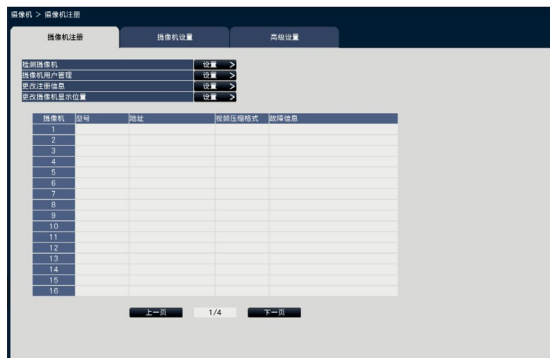 摄像机 > 摄像机注册
摄像机注册 摄像机设置 高级设置
检测摄像机 设置 >
摄像机用户管理 设置 >
更改注册信息 设置 >
更改摄像机显示位置 设置 >
摄像机 型号 地址 视频压缩格式 故障信息
1
2
3
4
5
6
7
8
9
10
11
12
13
14
15
16
上一页 1/4 下一页